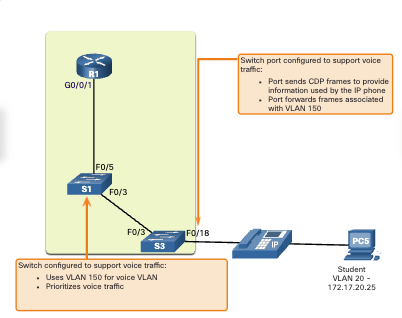 Switch port configured to support voice
traffic:
• Port sends CDP frames to provide
information used by the IP phone
• Port forwards frames associated
with VLAN 150
R1
G0/0/1
F0/5
S1
F0/3
F0/3
F0/18
S3
IP
PC5
Student
VLAN 20 -
172.17.20.25
Switch configured to support voice traffic:
• Uses VLAN 150 for voice VLAN
• Prioritizes voice traffic